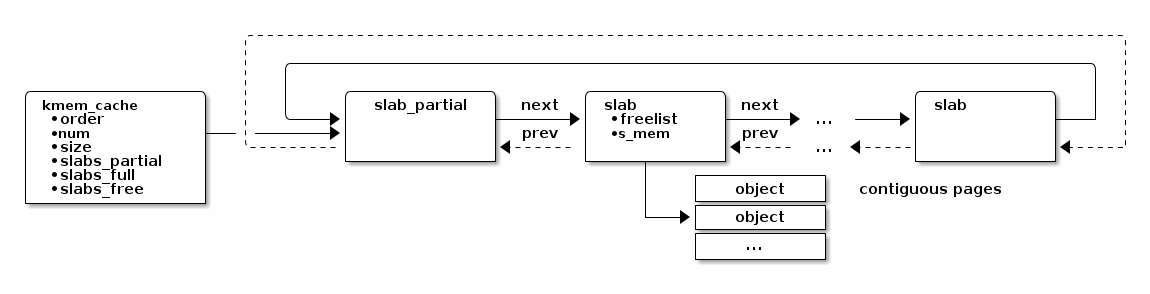 kmem_cache
•order
•num
•size
•slabs_partial
•slabs_full
•slabs_free
slab_partial
next
prev
slab
•freelist
•s_mem
next
prev
...
...
slab
object
object
...
contiguous pages